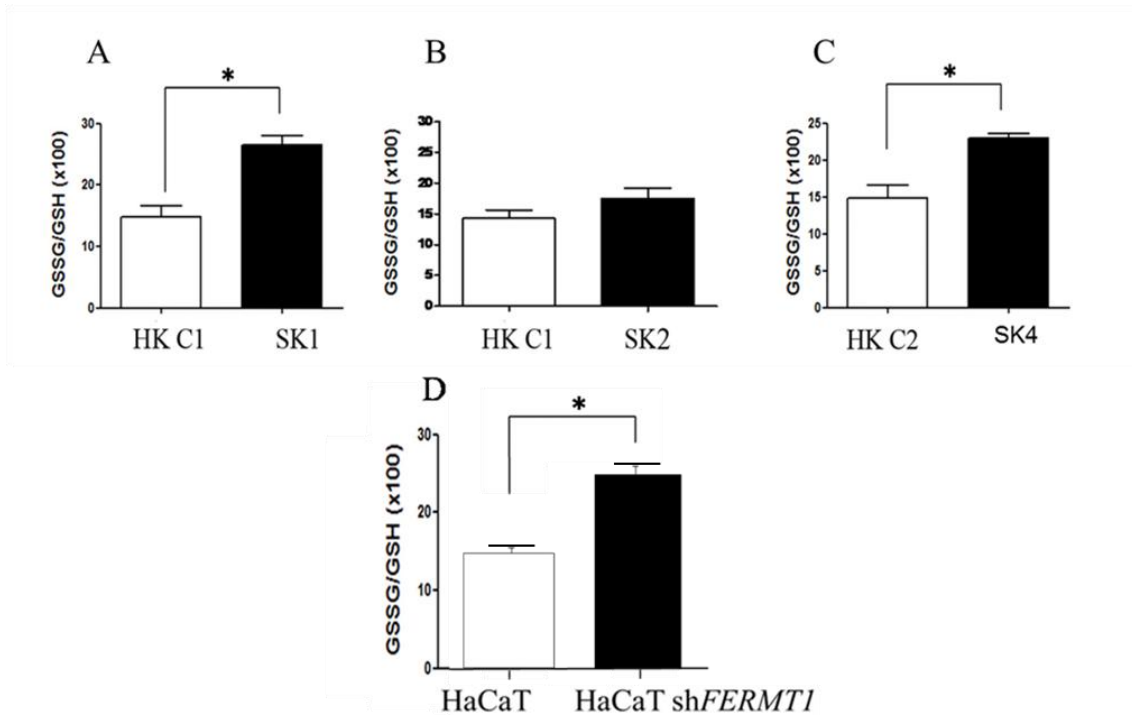 A
*
GSSG/GSH (x100)
30
20
10
0
HK C1 SK1
B
GSSG/GSH (x100)
30
25
20
15
10
5
0
HK C1 SK2
C
*
GSSG/GSH (x100)
25
20
15
10
5
0
HK C2 SK4
D
*
GSSG/GSH (x100)
30
20
10
0
HaCaT HaCaT shFERMT1